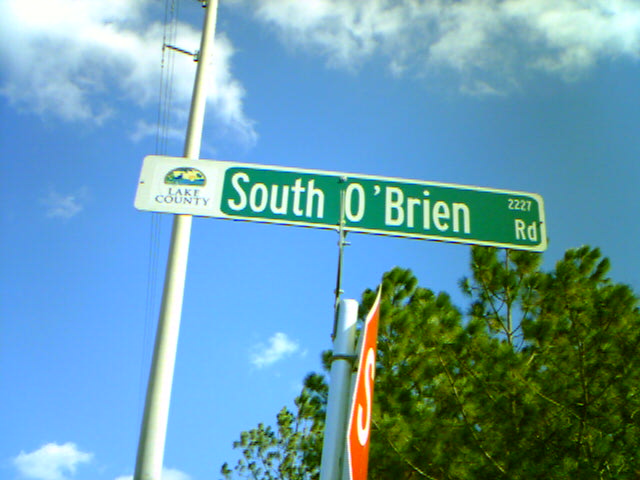 LAKE
COUNTY
South O'Brien
2227
Rd
S